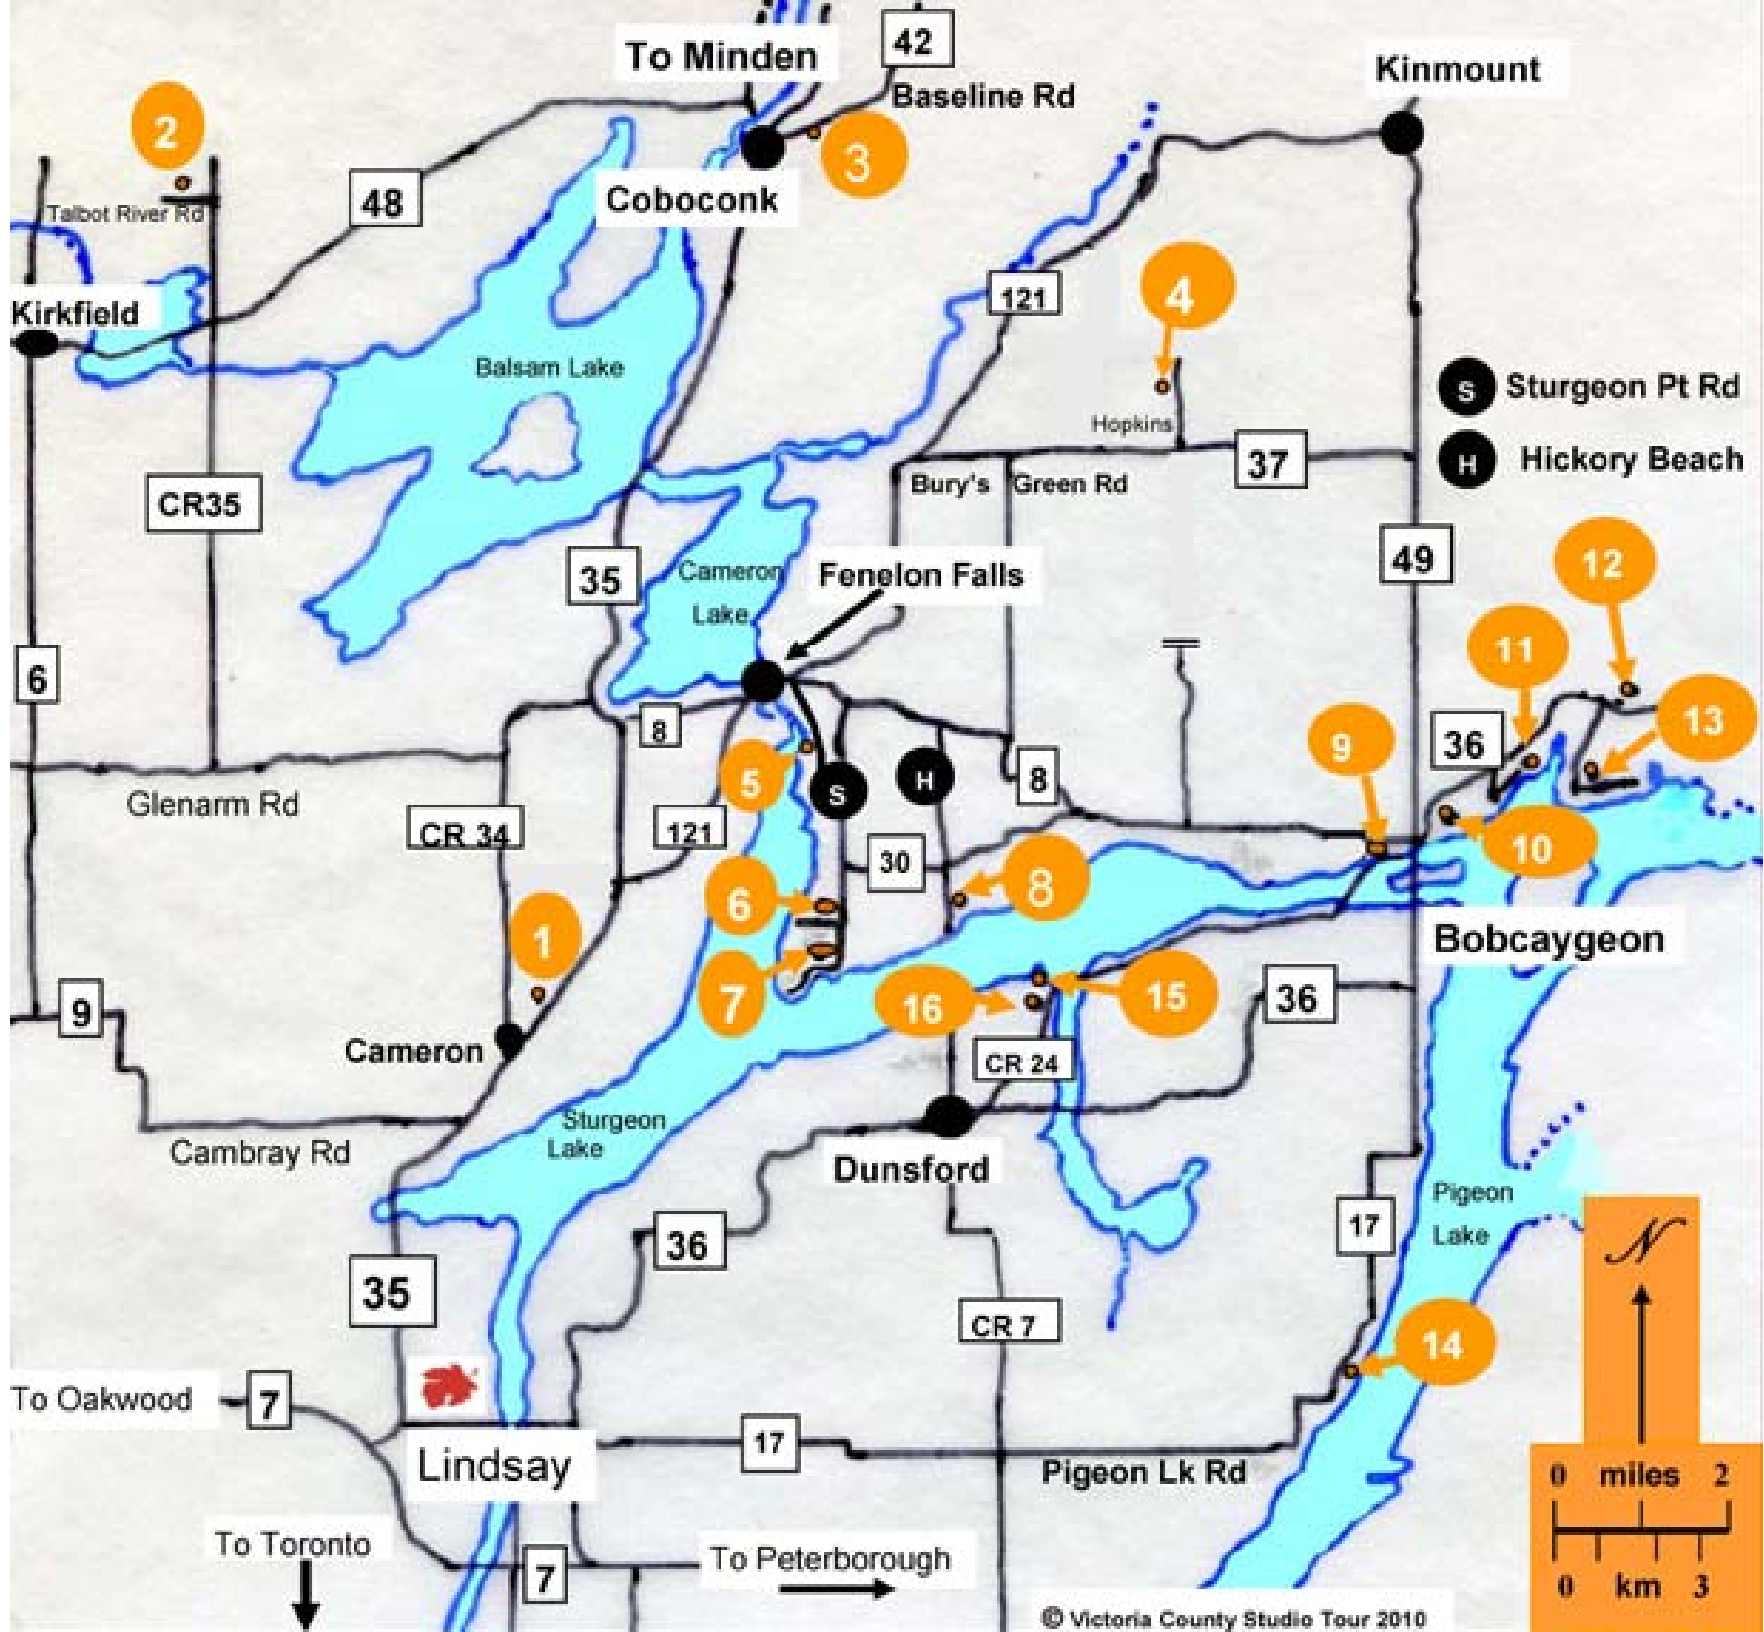 42
To Minden
Kinmount
Baseline Rd
2
3
48
Coboconk
Talbot River Rd
4
121
Kirkfield
Balsam Lake
S Sturgeon Pt Rd
Hopkins
H Hickory Beach
37
Bury's Green Rd
CR35
49
12
35
Cameron
Lake
Fenelon Falls
11
6
13
8
9
36
5
S
H
8
Glenarm Rd
CR 34
121
10
30
6
8
1
Bobcaygeon
7
16
15
36
9
Cameron
CR 24
Sturgeon
Lake
Cambray Rd
Dunsford
Pigeon
Lake
17
36
N
35
CR 7
14
To Oakwood
7
17
Lindsay
Pigeon Lk Rd
0 miles 2
To Toronto
To Peterborough
7
0 km 3
© Victoria County Studio Tour 2010